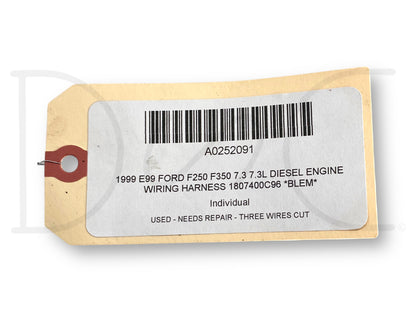 A0252091
1999 E99 FORD F250 F350 7.3 7.3L DIESEL ENGINE
WIRING HARNESS 1807400C96 *BLEM*
Individual
USED - NEEDS REPAIR - THREE WIRES CUT